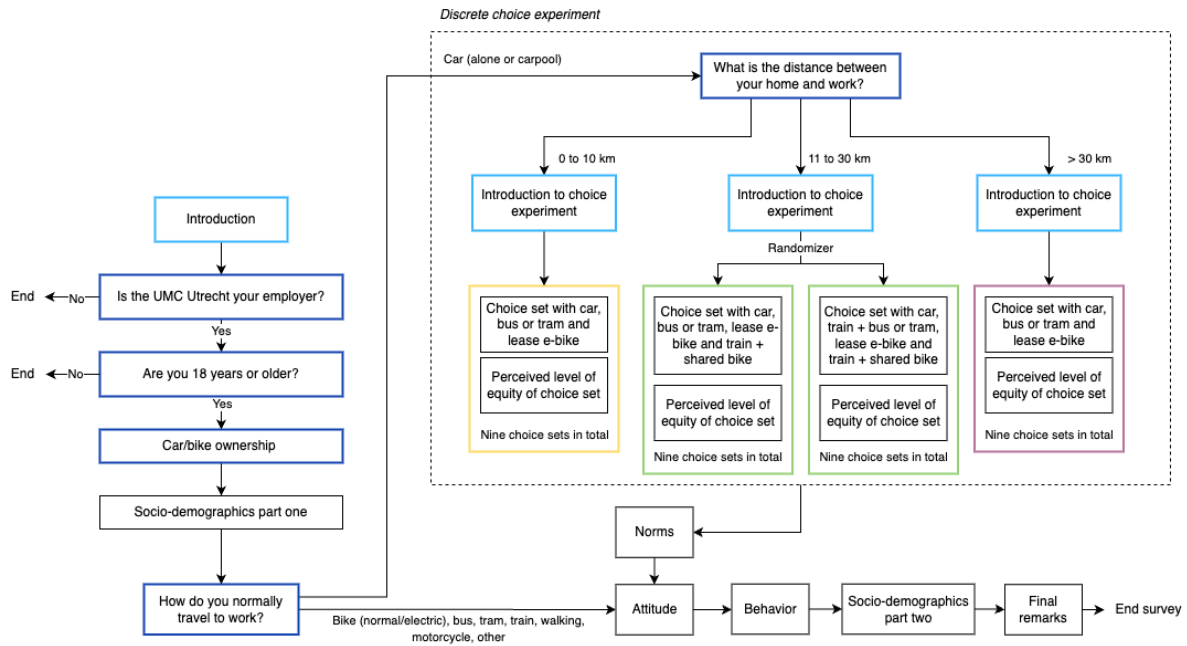 Discrete choice experiment
Car (alone or carpool)
What is the distance between
your home and work?
0 to 10 km
11 to 30 km
> 30 km
Introduction to choice
experiment
Introduction to choice
experiment
Introduction to choice
experiment
Randomizer
Choice set with car,
bus or tram and
lease e-bike
Perceived level of
equity of choice set
Nine choice sets in total
Choice set with car,
bus or tram, lease e-
bike and train +
shared bike
Perceived level of
equity of choice set
Nine choice sets in total
Choice set with car,
train + bus or tram,
lease e-bike and
train + shared bike
Perceived level of
equity of choice set
Nine choice sets in total
Choice set with car,
bus or tram and
lease e-bike
Perceived level of
equity of choice set
Nine choice sets in total
Introduction
End
No
Is the UMC Utrecht your employer?
Yes
End
No
Are you 18 years or older?
Yes
Car/bike ownership
Socio-demographics part one
How do you normally
travel to work?
Bike (normal/electric), bus, tram, train, walking,
motorcycle, other
Norms
Attitude
Behavior
Socio-demographics
part two
Final
remarks
End survey